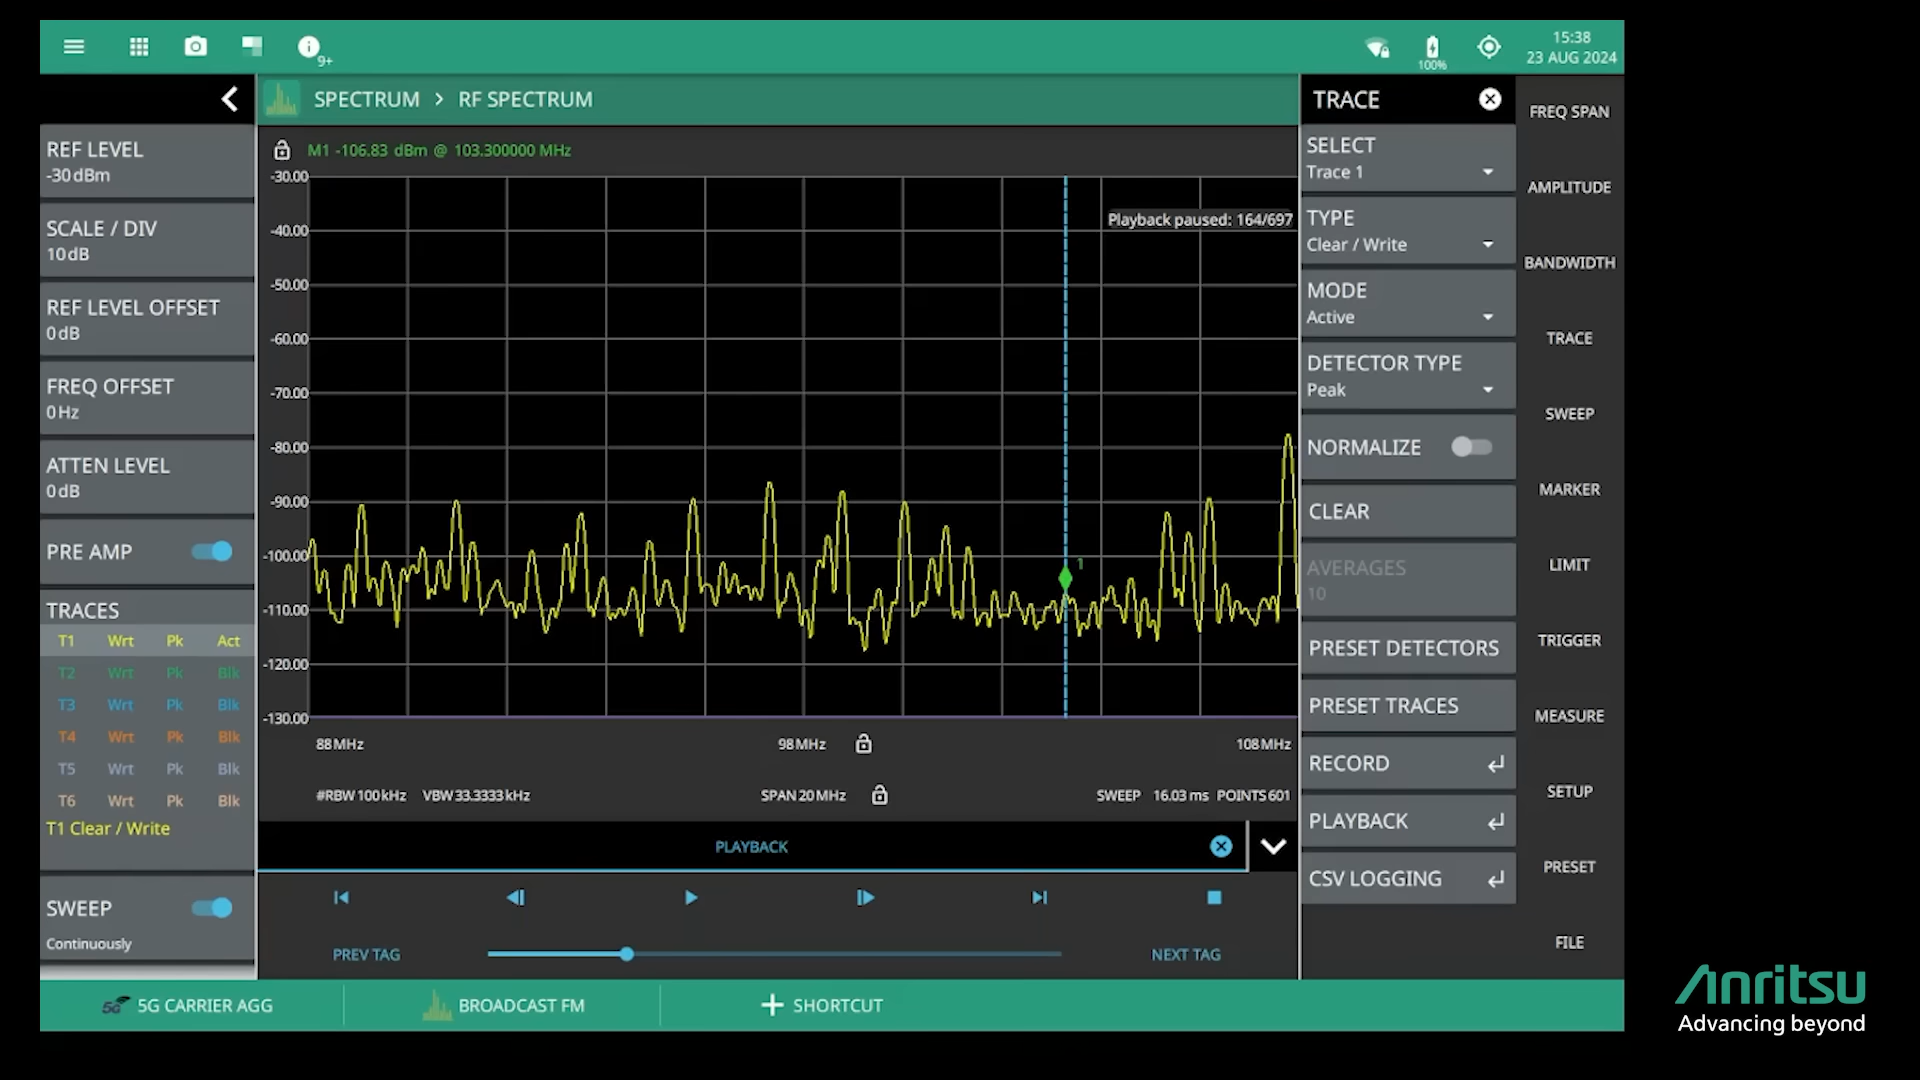 9+
100%
15:38
23 AUG 2024
SPECTRUM > RF SPECTRUM
REF LEVEL
-30 dBm
SCALE / DIV
10 dB
REF LEVEL OFFSET
0 dB
FREQ OFFSET
0 Hz
ATTEN LEVEL
0 dB
PRE AMP
TRACES
T1 Wrt Pk Act
T2 Wrt Pk Blk
T3 Wrt Pk Blk
T4 Wrt Pk Blk
T5 Wrt Pk Blk
T6 Wrt Pk Blk
T1 Clear / Write
SWEEP
Continuously
M1 -106.83 dBm @ 103.300000 MHz
Playback paused: 164/697
-30.00
-40.00
-50.00
-60.00
-70.00
-80.00
-90.00
-100.00
-110.00
-120.00
-130.00
1
88 MHz 98 MHz 108 MHz
#RBW 100 kHz VBW 33.3333 kHz SPAN 20 MHz SWEEP 16.03 ms POINTS 601
PLAYBACK
PREV TAG NEXT TAG
TRACE
SELECT
Trace 1
TYPE
Clear / Write
MODE
Active
DETECTOR TYPE
Peak
NORMALIZE
CLEAR
AVERAGES
10
PRESET DETECTORS
PRESET TRACES
RECORD
PLAYBACK
CSV LOGGING
FREQ SPAN
AMPLITUDE
BANDWIDTH
TRACE
SWEEP
MARKER
LIMIT
TRIGGER
MEASURE
SETUP
PRESET
FILE
5G 5G CARRIER AGG
BROADCAST FM
+ SHORTCUT
Anritsu
Advancing beyond